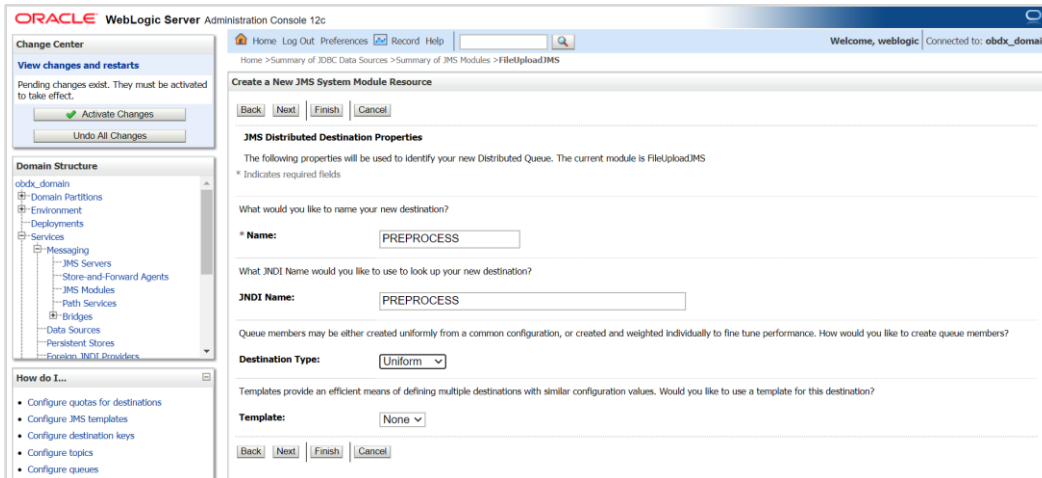 ORACLE WebLogic Server Administration Console 12c
Change Center
View changes and restarts
Pending changes exist. They must be activated
to take effect.
Activate Changes
Undo All Changes
Domain Structure
obdx_domain
Domain Partitions
Environment
Deployments
Services
Messaging
JMS Servers
Store-and-Forward Agents
JMS Modules
Path Services
Bridges
Data Sources
Persistent Stores
Foreign JNDI Providers
How do I...
Configure quotas for destinations
Configure JMS templates
Configure destination keys
Configure topics
Configure queues
Home Log Out Preferences Record Help
Welcome, weblogic Connected to: obdx_domai
Home >Summary of JDBC Data Sources >Summary of JMS Modules >FileUploadJMS
Create a New JMS System Module Resource
Back Next Finish Cancel
JMS Distributed Destination Properties
The following properties will be used to identify your new Distributed Queue. The current module is FileUploadJMS
* Indicates required fields
What would you like to name your new destination?
* Name: PREPROCESS
What JNDI Name would you like to use to look up your new destination?
JNDI Name: PREPROCESS
Queue members may be either created uniformly from a common configuration, or created and weighted individually to fine tune performance. How would you like to create queue members?
Destination Type: Uniform
Templates provide an efficient means of defining multiple destinations with similar configuration values. Would you like to use a template for this destination?
Template: None
Back Next Finish Cancel